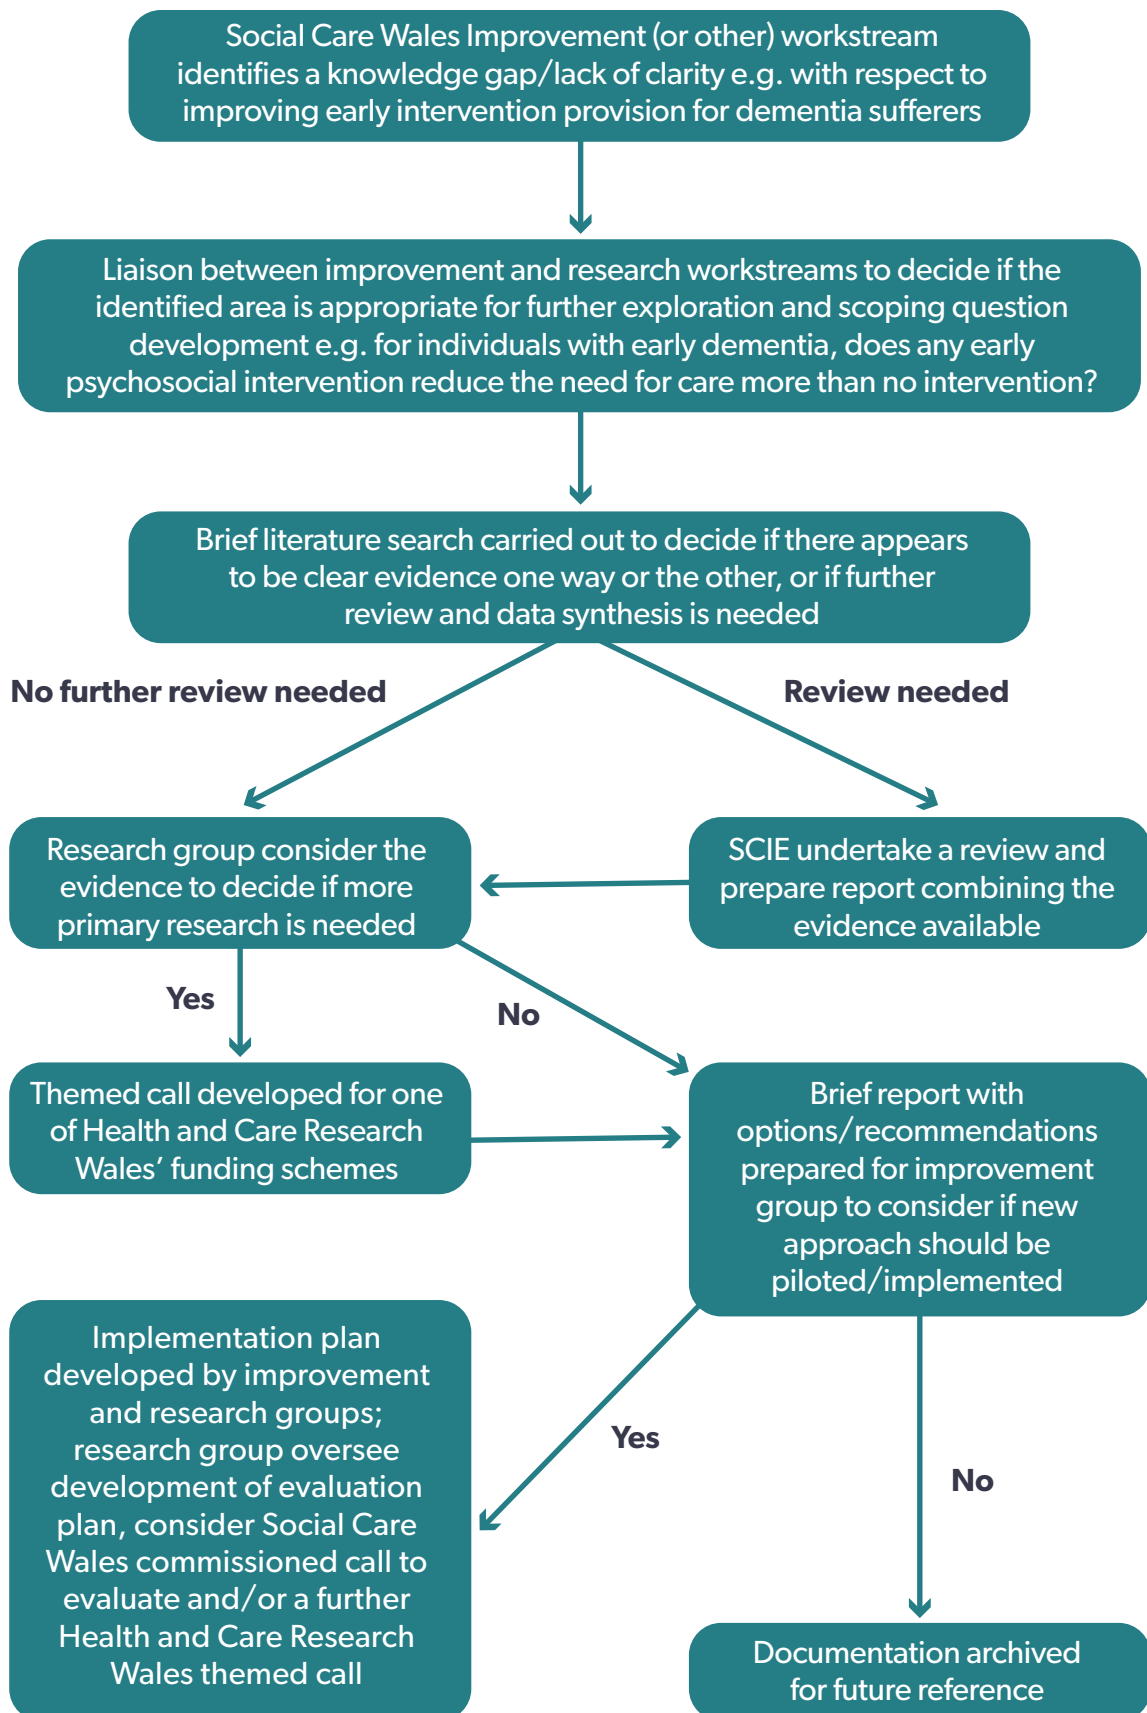 Social Care Wales Improvement (or other) workstream
identifies a knowledge gap/lack of clarity e.g. with respect to
improving early intervention provision for dementia sufferers
Liaison between improvement and research workstreams to decide if the
identified area is appropriate for further exploration and scoping question
development e.g. for individuals with early dementia, does any early
psychosocial intervention reduce the need for care more than no intervention?
Brief literature search carried out to decide if there appears
to be clear evidence one way or the other, or if further
review and data synthesis is needed
No further review needed
Review needed
Research group consider the
evidence to decide if more
primary research is needed
SCIE undertake a review and
prepare report combining the
evidence available
Yes
No
Themed call developed for one
of Health and Care Research
Wales’ funding schemes
Brief report with
options/recommendations
prepared for improvement
group to consider if new
approach should be
piloted/implemented
Implementation plan
developed by improvement
and research groups;
research group oversee
development of evaluation
plan, consider Social Care
Wales commissioned call to
evaluate and/or a further
Health and Care Research
Wales themed call
Yes
No
Documentation archived
for future reference